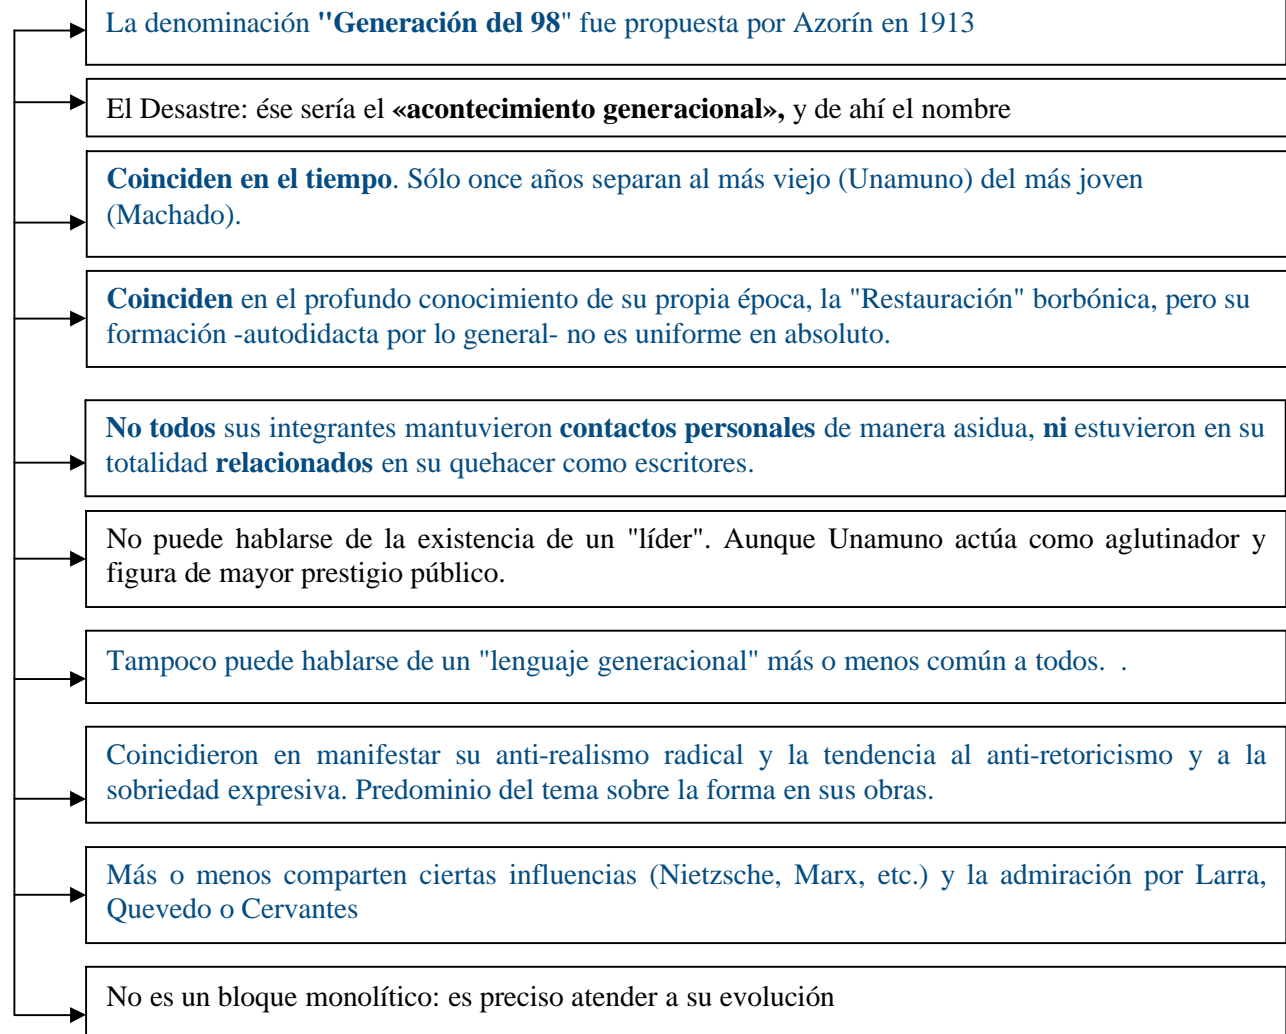 La denominación "Generación del 98" fue propuesta por Azorín en 1913
El Desastre: ése sería el «acontecimiento generacional», y de ahí el nombre
Coinciden en el tiempo. Sólo once años separan al más viejo (Unamuno) del más joven
(Machado).
Coinciden en el profundo conocimiento de su propia época, la "Restauración" borbónica, pero su
formación -autodidacta por lo general- no es uniforme en absoluto.
No todos sus integrantes mantuvieron contactos personales de manera asidua, ni estuvieron en su
totalidad relacionados en su quehacer como escritores.
No puede hablarse de la existencia de un "líder". Aunque Unamuno actúa como aglutinador y
figura de mayor prestigio público.
Tampoco puede hablarse de un "lenguaje generacional" más o menos común a todos. .
Coincidieron en manifestar su anti-realismo radical y la tendencia al anti-retoricismo y a la
sobriedad expresiva. Predominio del tema sobre la forma en sus obras.
Más o menos comparten ciertas influencias (Nietzsche, Marx, etc.) y la admiración por Larra,
Quevedo o Cervantes
No es un bloque monolítico: es preciso atender a su evolución